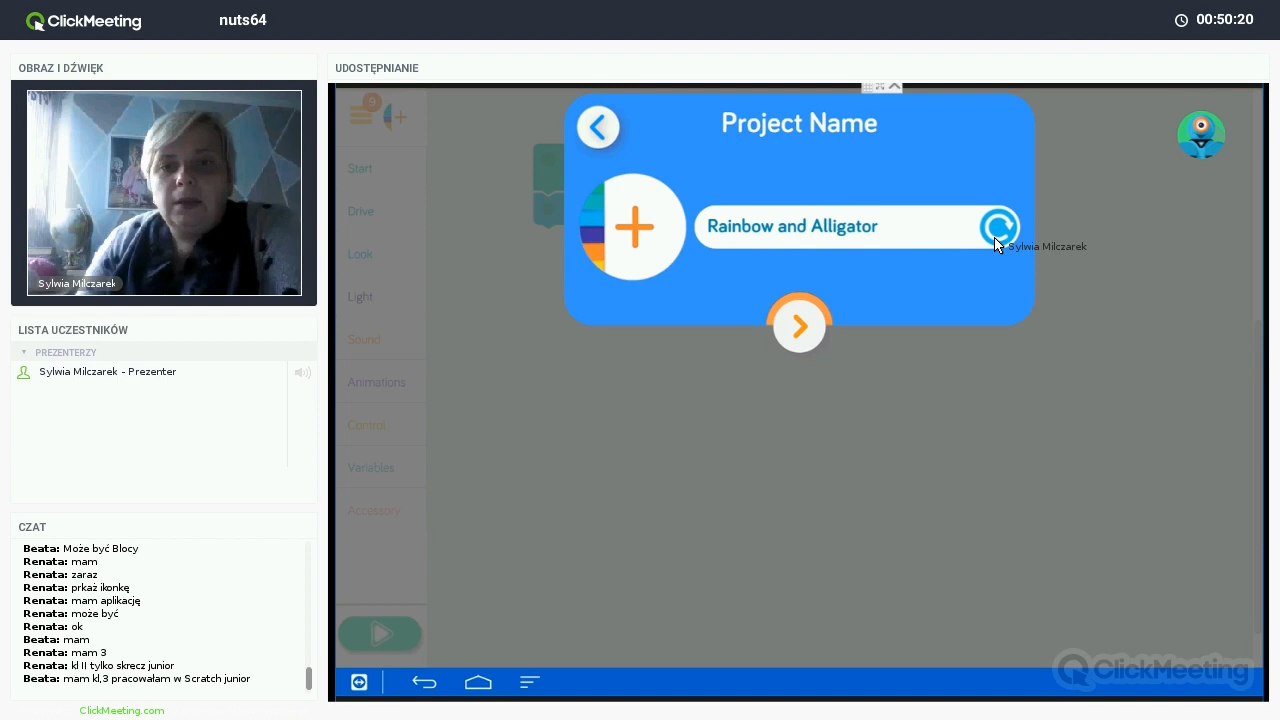 ClickMeeting
nuts64
00:50:20
OBRAZ I DŹWIĘK
Sylwia Milczarek
LISTA UCZESTNIKÓW
PREZENTERZY
Sylwia Milczarek - Prezenter
CZAT
Beata: Może być Blocy
Renata: mam
Renata: zaraz
Renata: prkaż ikonkę
Renata: mam aplikację
Renata: może być
Renata: ok
Beata: mam
Renata: mam 3
Renata: kl II tylko skrecz junior
Beata: mam kl,3 pracowałam w Scratch junior
ClickMeeting.com
UDOSTĘPNIANIE
9
Start
Drive
Look
Light
Sound
Animations
Control
Variables
Accessory
Project Name
Rainbow and Alligator
Sylwia Milczarek
ClickMeeting